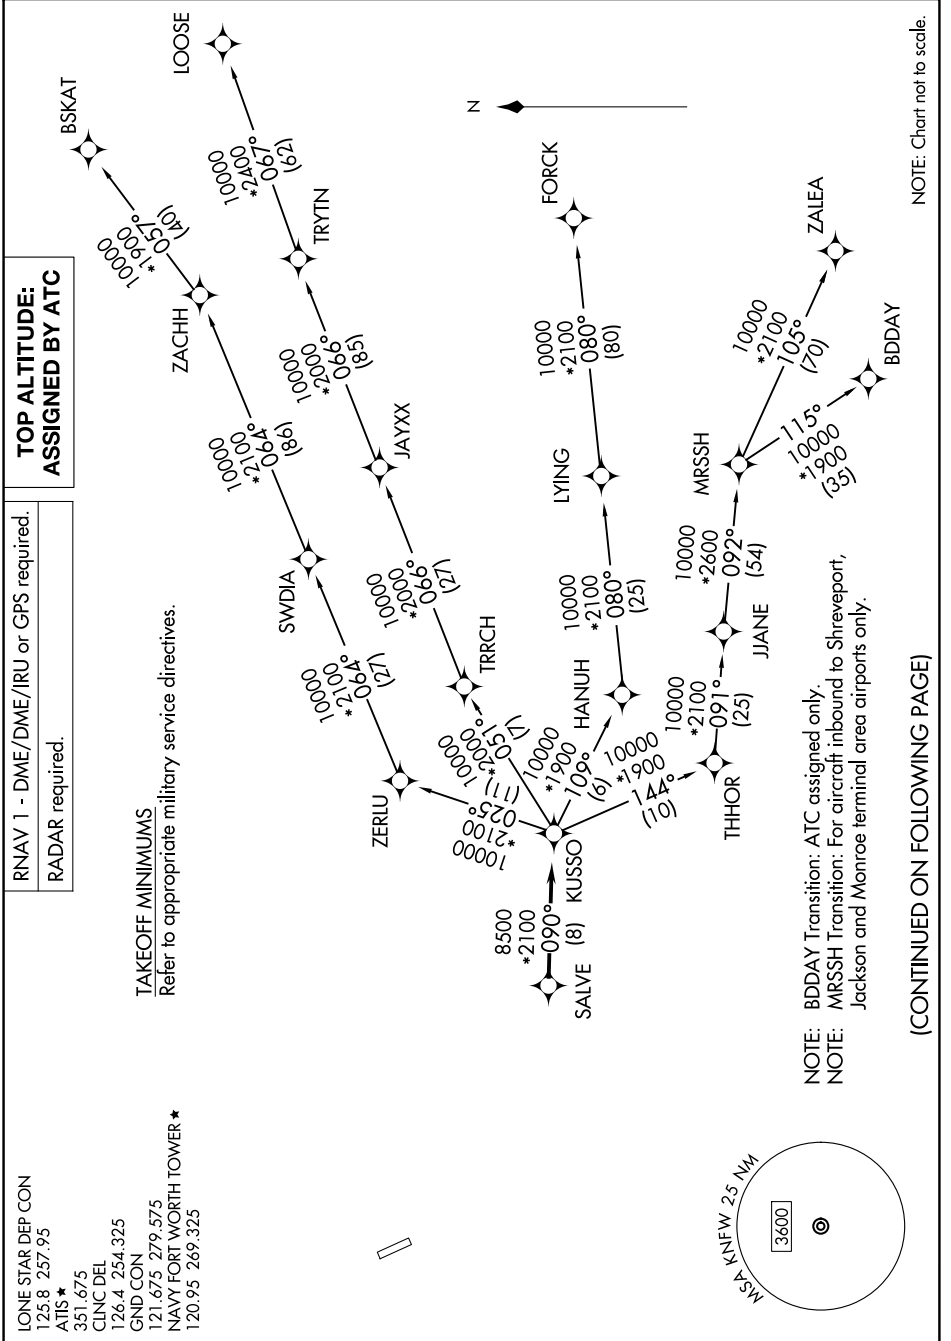 LONE STAR DEP CON
125.8 257.95
ATIS ★
351.675
CLNC DEL
126.4 254.325
GND CON
121.675 279.575
NAVY FORT WORTH TOWER ★
120.95 269.325
RNAV 1 - DME/DME/IRU or GPS required.
RADAR required.
TOP ALTITUDE:
ASSIGNED BY ATC
TAKEOFF MINIMUMS
Refer to appropriate military service directives.
SALVE
8500
*2100
090°
(8)
KUSSO
10000
*2100
025°
(11)
ZERLU
10000
*2100
064°
(27)
SWDIA
10000
*2100
064°
(86)
ZACHH
10000
*1900
057°
(40)
BSKAT
10000
*2000
051°
(7)
TRRCH
10000
*2000
066°
(27)
JAYXX
10000
*2000
066°
(85)
TRYTN
10000
*2400
067°
(62)
LOOSE
10000
*1900
109°
(6)
HANUH
10000
*2100
080°
(25)
LYING
10000
*2100
080°
(80)
FORCK
10000
*1900
144°
(10)
THHOR
10000
*2100
091°
(25)
JJANE
10000
*2600
092°
(54)
MRSSH
10000
*2100
105°
(70)
ZALEA
115°
10000
*1900
(35)
BDDAY
N
MSA KNFW 25 NM
3600
NOTE: BDDAY Transition: ATC assigned only.
NOTE: MRSSH Transition: For aircraft inbound to Shreveport,
Jackson and Monroe terminal area airports only.
NOTE: Chart not to scale.
(CONTINUED ON FOLLOWING PAGE)